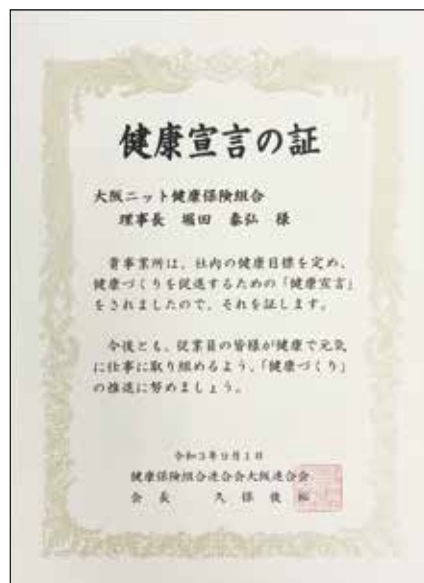 健康宣言の証
大阪ニット健康保険組合
理事長 堀田 泰弘 様
貴事業所は、社内の健康目標を定め、
健康づくりを促進するための「健康宣言」
をされましたので、それを証します。
今後とも、従業員の皆様が健康で元気
に仕事に取り組めるよう、「健康づくり」
の推進に努めましょう。
令和3年9月1日
健康保険組合連合会大阪連合会
会長 久保俊裕